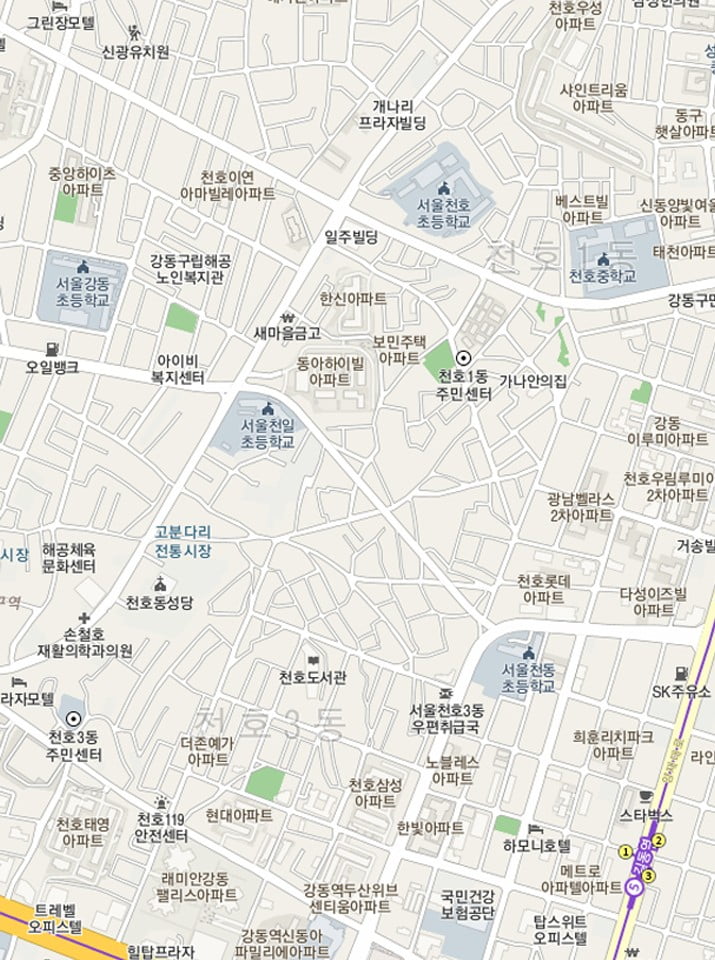 그린장모텔
신광유치원
천호우성
아파트
샤인트리움
아파트
개나리
프라자빌딩
동구
햇살아파트
중앙하이츠
아파트
천호이연
아마빌레아파트
서울천호
초등학교
베스트빌
아파트
신동양빛여울
아파트
일주빌딩
천호1동
태천아파트
천호중학교
강동구립해공
노인복지관
서울강동
초등학교
한신아파트
강동구민
새마을금고
보민주택
아파트
오일뱅크
아이비
복지센터
동아하이빌
아파트
천호1동
주민센터
가나안의집
서울천일
초등학교
강동
이루미아파트
천호우림루미아
2차아파트
광남벨라스
2차아파트
고분다리
전통시장
시장
해공체육
문화센터
거송빌
천호롯데
아파트
다성이즈빌
아파트
구역
천호동성당
손철호
재활의학과의원
천호도서관
서울천동
초등학교
SK주유소
라자모텔
서울천호3동
우편취급국
천호3동
천호3동
주민센터
더존예가
아파트
희훈리치파크
아파트
라인
노블레스
아파트
천호삼성
아파트
스타벅스
천호태영
아파트
천호119
안전센터
현대아파트
한빛아파트
하모니호텔
1
2
강동역
3
5
래미안강동
팰리스아파트
강동역두산위브
센티움아파트
국민건강
보험공단
메트로
아파텔아파트
트레벨
오피스텔
탑스위트
오피스텔
힐탑프라자
강동역신동아
파밀리에아파트